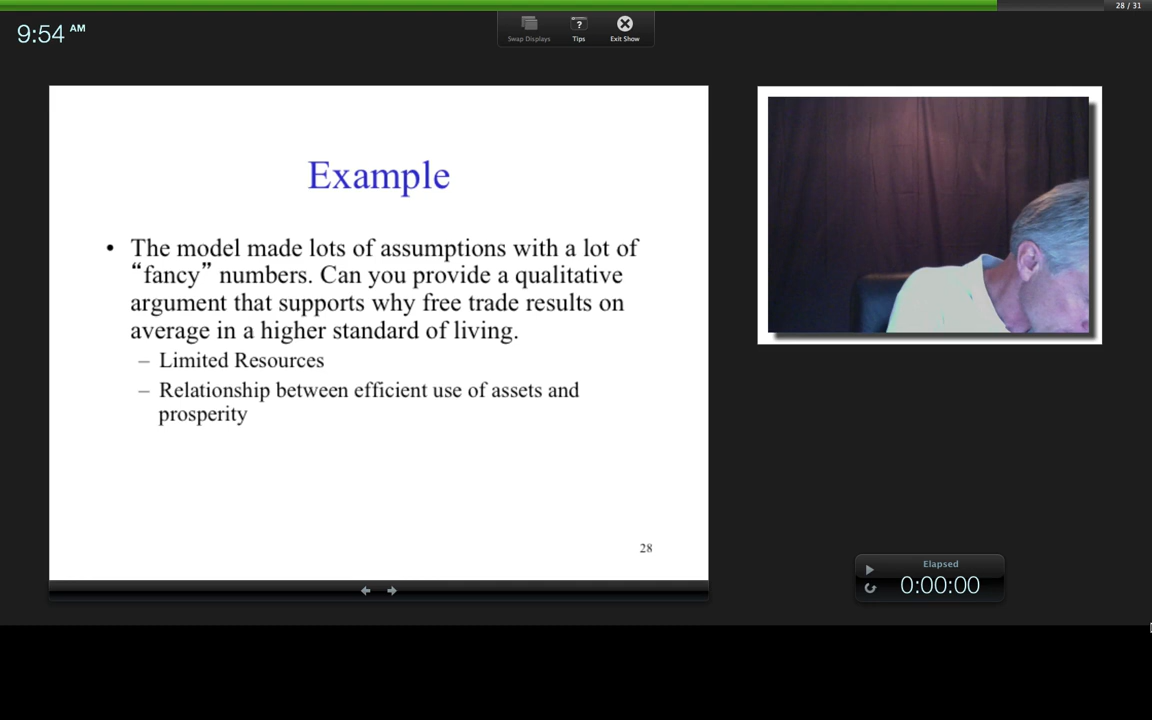 28 / 31
9:54 AM
Swap Displays
Tips
Exit Show
Example
• The model made lots of assumptions with a lot of
“fancy” numbers. Can you provide a qualitative
argument that supports why free trade results on
average in a higher standard of living.
– Limited Resources
– Relationship between efficient use of assets and
prosperity
28
Elapsed
0:00:00